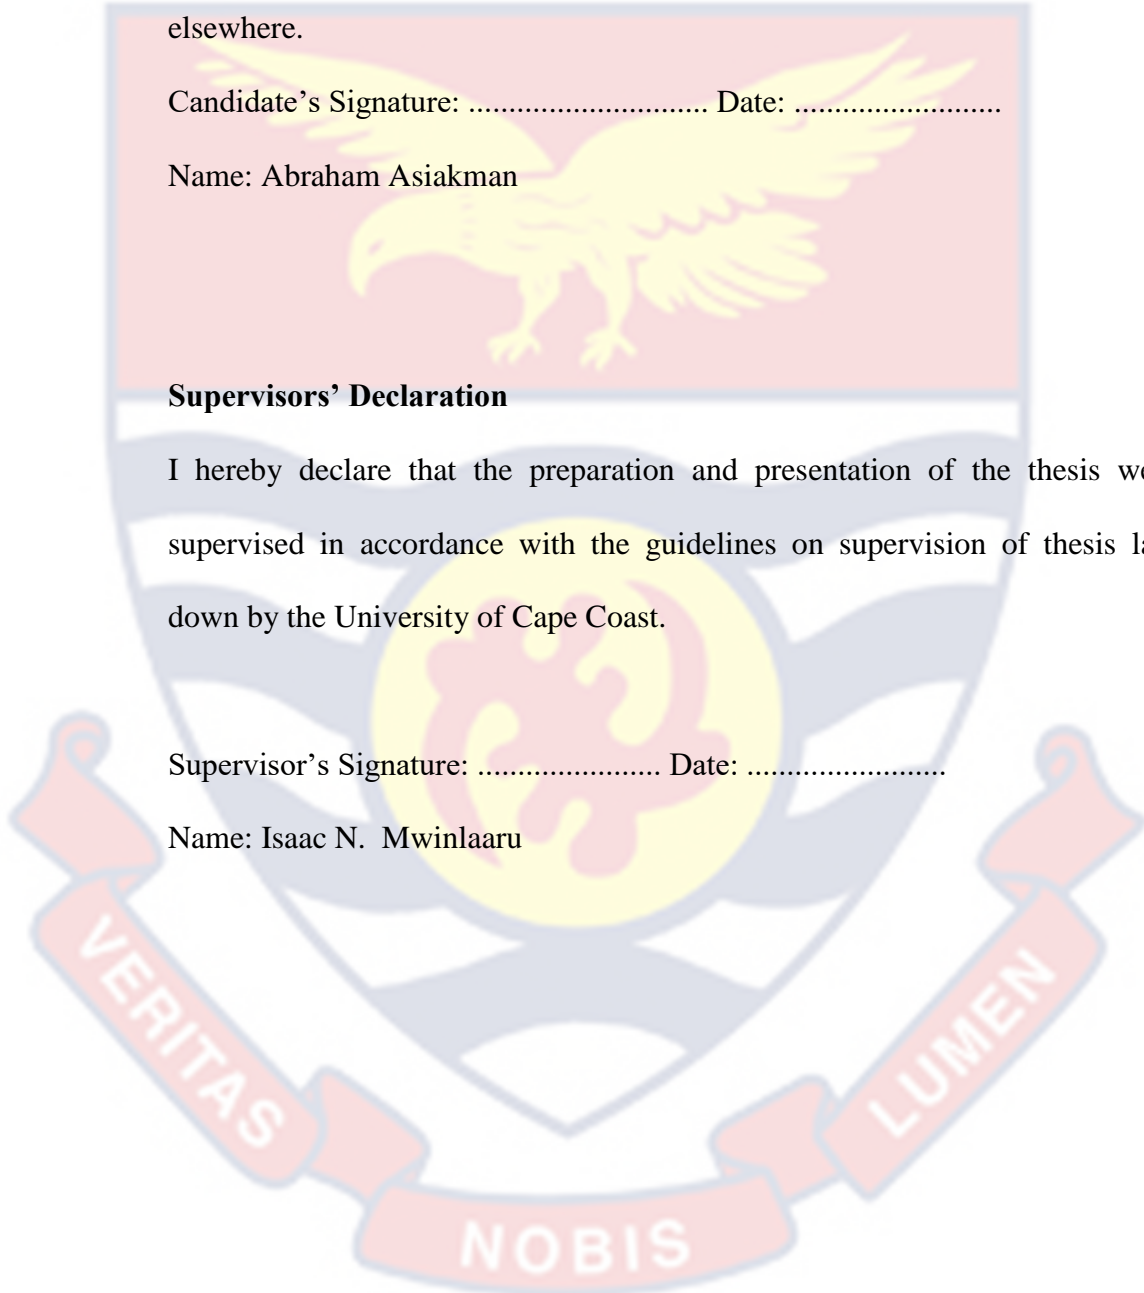 elsewhere.
Candidate’s Signature: .............................. Date: ..........................
Name: Abraham Asiakman
Supervisors’ Declaration
I hereby declare that the preparation and presentation of the thesis
supervised in accordance with the guidelines on supervision of thesis
down by the University of Cape Coast.
Supervisor’s Signature: ....................... Date: .........................
Name: Isaac N. Mwinlaaru
VERITAS
NOBIS
LUMEN